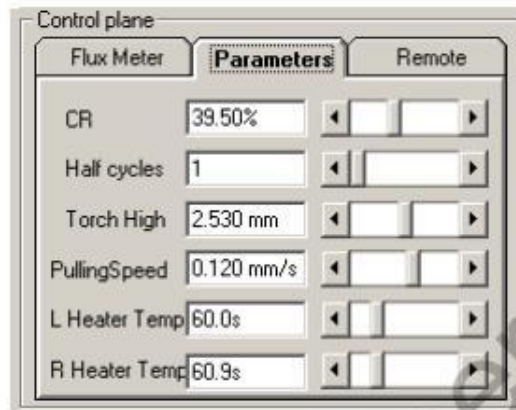 Control plane
Flux Meter Parameters Remote
CR 39.50%
Half cycles 1
Torch High 2.530 mm
PullingSpeed 0.120 mm/s
L Heater Temp 60.0s
R Heater Temp 60.9s